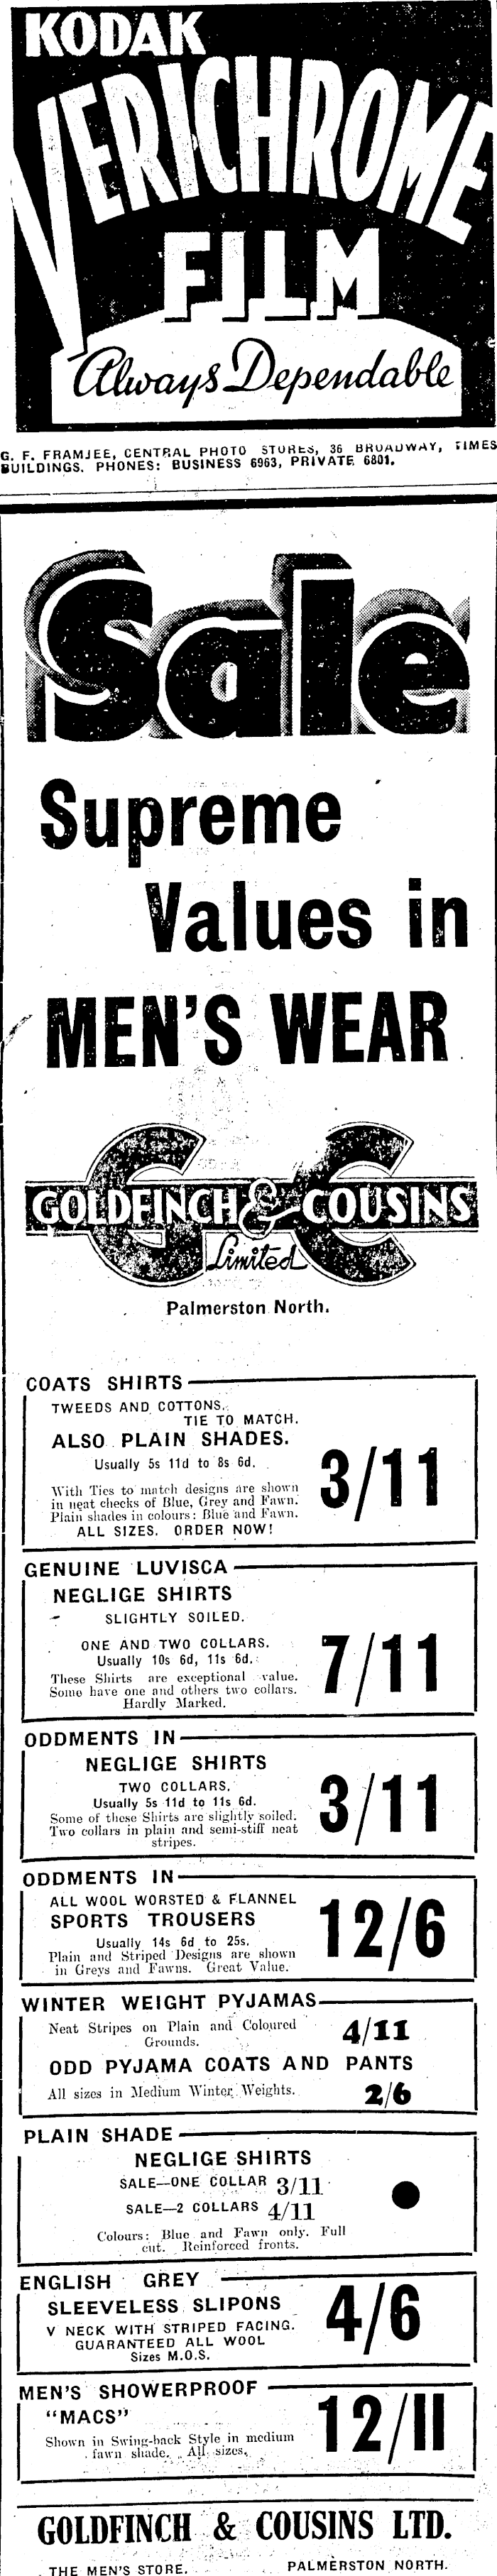 KODAK
VERICHROME
FILM
Always Dependable
G. F. FRAMJEE, CENTRAL PHOTO STORES, 36 BROADWAY, TIMES
BUILDINGS. PHONES: BUSINESS 6963, PRIVATE 6801.
Sale
Supreme
Values in
MEN'S WEAR
GOLDFINCH & COUSINS
Limited
Palmerston North.
COATS SHIRTS
TWEEDS AND COTTONS.
TIE TO MATCH.
ALSO PLAIN SHADES.
Usually 5s 11d to 8s 6d.
3/11
With Ties to match designs are shown
in neat checks of Blue, Grey and Fawn.
Plain shades in colours: Blue and Fawn.
ALL SIZES. ORDER NOW!
GENUINE LUVISCA
NEGLIGE SHIRTS
SLIGHTLY SOILED.
ONE AND TWO COLLARS.
Usually 10s 6d, 11s 6d.
7/11
These Shirts are exceptional value.
Some have one and others two collars.
Hardly Marked.
ODDMENTS IN
NEGLIGE SHIRTS
TWO COLLARS.
Usually 5s 11d to 11s 6d.
3/11
Some of these Shirts are slightly soiled.
Two collars in plain and semi-stiff neat
stripes.
ODDMENTS IN
ALL WOOL WORSTED & FLANNEL
SPORTS TROUSERS
12/6
Usually 14s 6d to 25s.
Plain and Striped Designs are shown
in Greys and Fawns. Great Value.
WINTER WEIGHT PYJAMAS
Neat Stripes on Plain and Coloured
Grounds.
4/11
ODD PYJAMA COATS AND PANTS
All sizes in Medium Winter Weights.
2/6
PLAIN SHADE
NEGLIGE SHIRTS
SALE—ONE COLLAR 3/11
SALE—2 COLLARS 4/11
Colours: Blue and Fawn only. Full
cut. Reinforced fronts.
ENGLISH GREY
SLEEVELESS SLIPONS
4/6
V NECK WITH STRIPED FACING.
GUARANTEED ALL WOOL
Sizes M.O.S.
MEN'S SHOWERPROOF
"MACS"
12/11
Shown in Swing-back Style in medium
fawn shade. All sizes.
GOLDFINCH & COUSINS LTD.
THE MEN'S STORE. PALMERSTON NORTH.